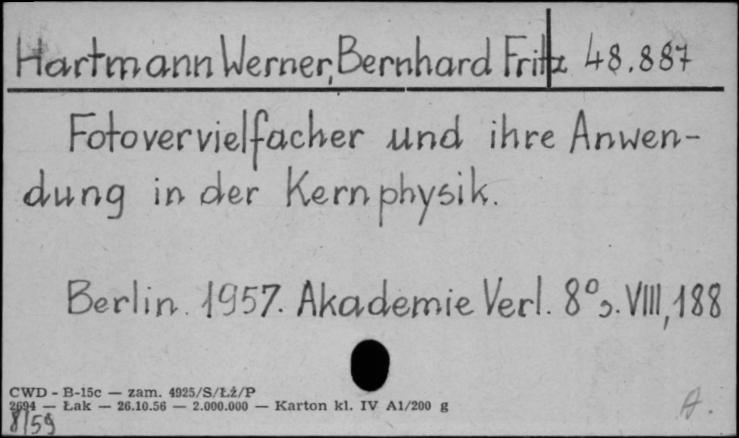 Hartmann Werner, Bernhard Fritz 48.887
Fotovervielfacher und ihre Anwen-
dung in der Kernphysik.
Berlin. 1957. Akademie Verl. 8° s. VIII, 188
CWD - B-15c — zam. 4925/S/Łż/P
2694 — Łak — 26.10.56 — 2.000.000 — Karton kl. IV A1/200 g
8/59
A.